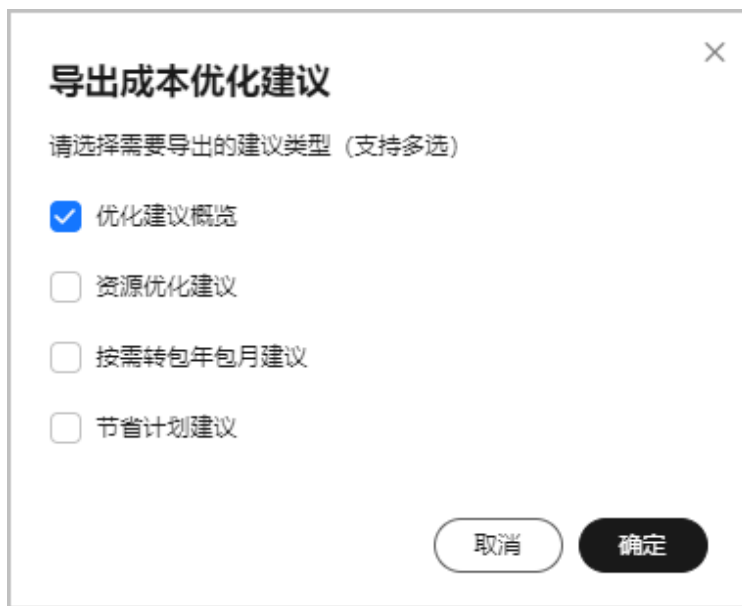 导出成本优化建议
请选择需要导出的建议类型（支持多选）
优化建议概览
资源优化建议
按需转包年包月建议
节省计划建议
取消
确定